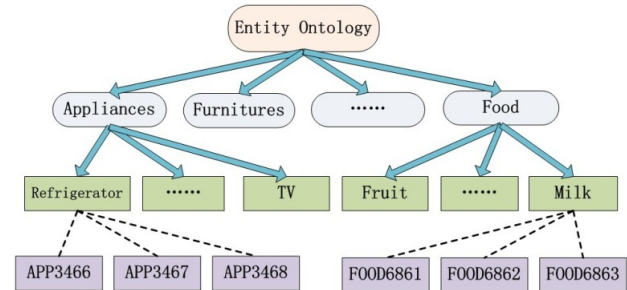 Entity Ontology
Appliances
Furnitures
......
Food
Refrigerator
......
TV
Fruit
......
Milk
APP3466
APP3467
APP3468
FOOD6861
FOOD6862
FOOD6863